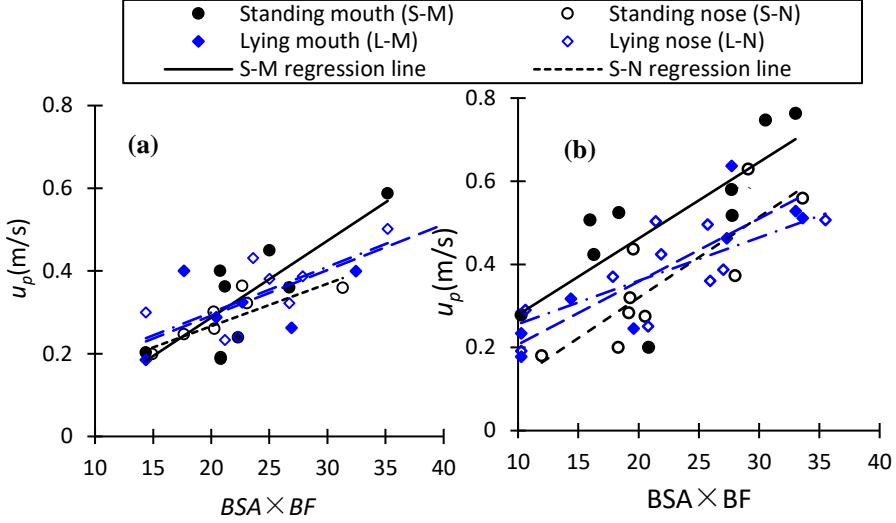 Standing mouth (S-M) Standing nose (S-N)
Lying mouth (L-M) Lying nose (L-N)
S-M regression line S-N regression line
(a)
u_p(m/s)
0.8
0.6
0.4
0.2
0
10 15 20 25 30 35 40
BSA×BF
(b)
u_p(m/s)
0.8
0.6
0.4
0.2
0
10 15 20 25 30 35 40
BSA×BF